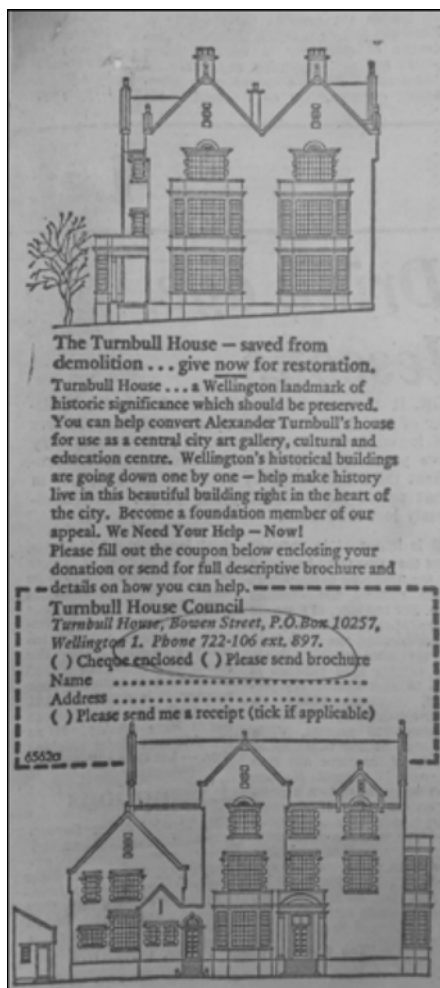 The Turnbull House — saved from
demolition ... give now for restoration.
Turnbull House ... a Wellington landmark of
historic significance which should be preserved.
You can help convert Alexander Turnbull's house
for use as a central city art gallery, cultural and
education centre. Wellington's historical buildings
are going down one by one — help make history
live in this beautiful building right in the heart of
the city. Become a foundation member of our
appeal. We Need Your Help — Now!
Please fill out the coupon below enclosing your
donation or send for full descriptive brochure and
details on how you can help.
Turnbull House Council
Turnbull House, Bowen Street, P.O.Box 10257,
Wellington 1. Phone 722-106 ext. 897.
( ) Cheque enclosed ( ) Please send brochure
Name
Address
( ) Please send me a receipt (tick if applicable)